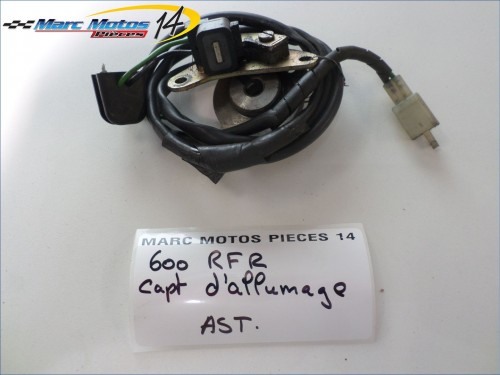 Marc Motos 14
PIECES
MARC MOTOS PIECES 14
600 RFR
Capt d'allumage
AST.